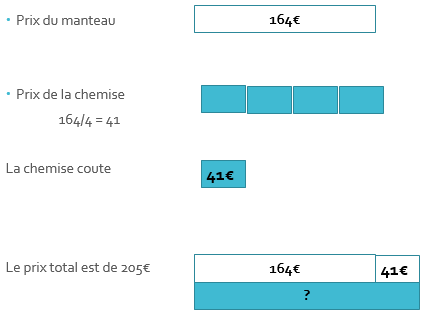 • Prix du manteau
164€
• Prix de la chemise
164/4 = 41
La chemise coute
41€
Le prix total est de 205€
164€
41€
?